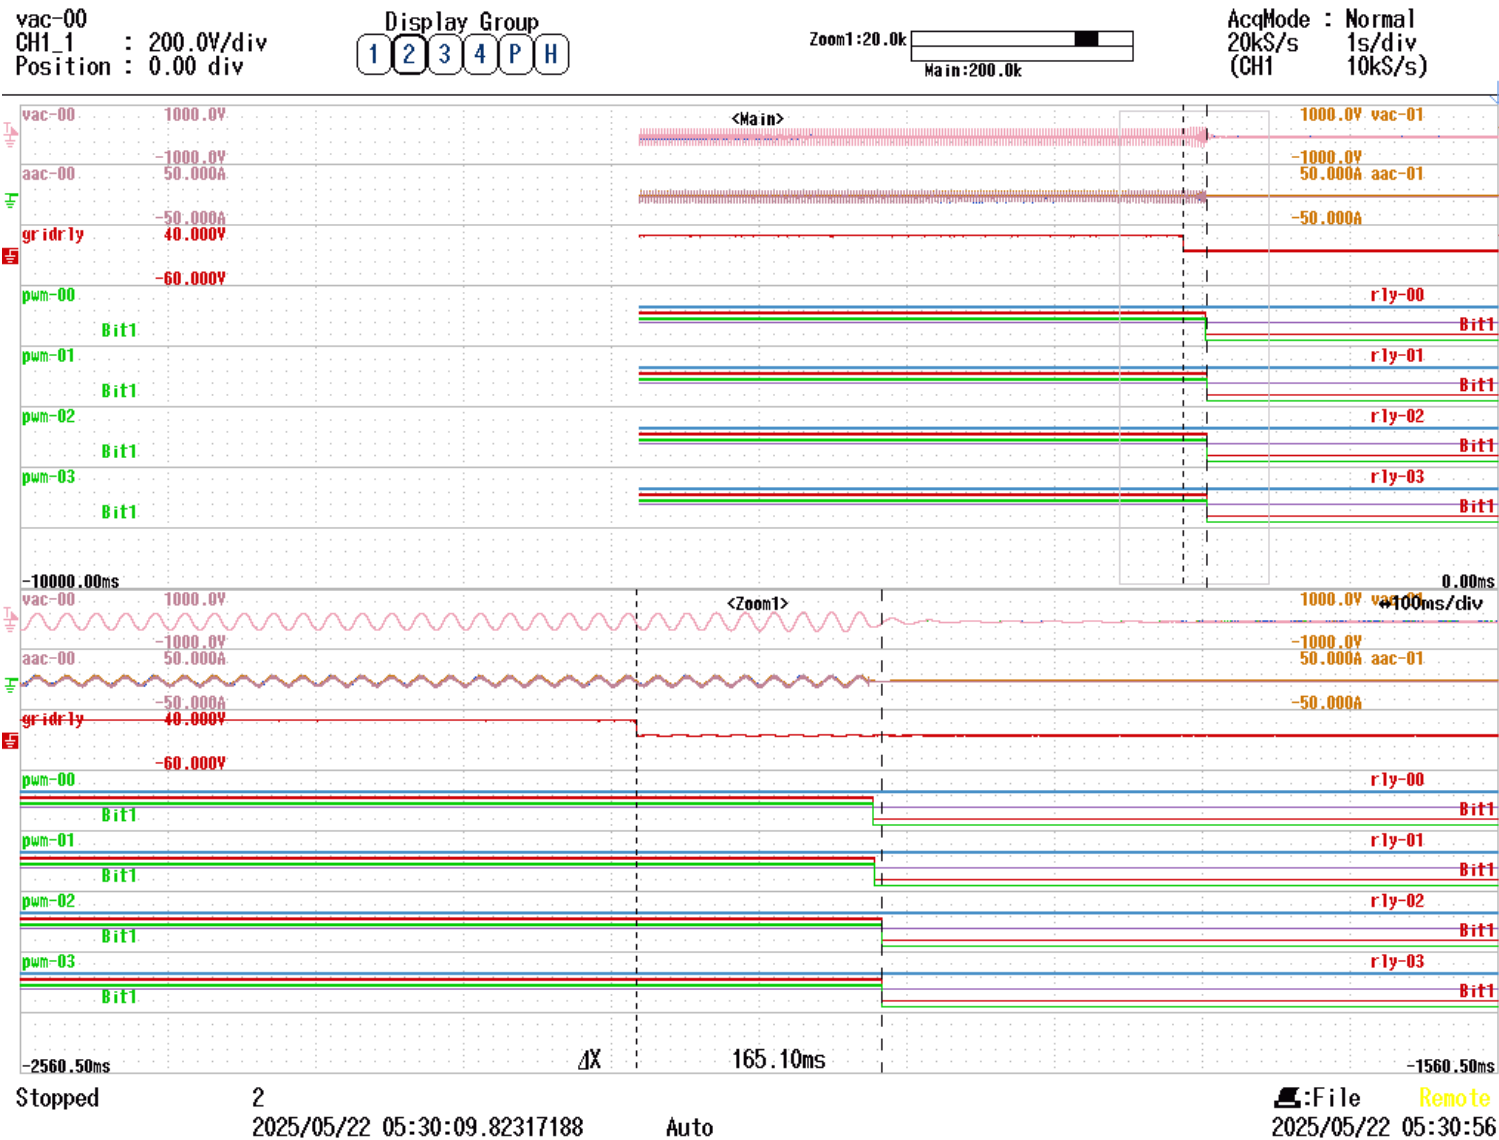 vac-00
CH1_1 : 200.0V/div
Position : 0.00 div
Display Group
1 2 3 4 P H
Zoom1:20.0k
Main:200.0k
AcqMode : Normal
20kS/s 1s/div
(CH1 10kS/s)
<Main>
vac-00 1000.0V 1000.0V vac-01
-1000.0V -1000.0V
aac-00 50.000A 50.000A aac-01
-50.000A -50.000A
gridrly 40.000V
-60.000V
pwm-00 rly-00
Bit1 Bit1
pwm-01 rly-01
Bit1 Bit1
pwm-02 rly-02
Bit1 Bit1
pwm-03 rly-03
Bit1 Bit1
-10000.00ms 0.00ms
<Zoom1>
vac-00 1000.0V 1000.0V 100ms/div
-1000.0V -1000.0V
aac-00 50.000A 50.000A aac-01
-50.000A -50.000A
gridrly 40.000V
-60.000V
pwm-00 rly-00
Bit1 Bit1
pwm-01 rly-01
Bit1 Bit1
pwm-02 rly-02
Bit1 Bit1
pwm-03 rly-03
Bit1 Bit1
ΔX 165.10ms
-2560.50ms -1560.50ms
Stopped 2 :File Remote
2025/05/22 05:30:09.82317188 Auto 2025/05/22 05:30:56